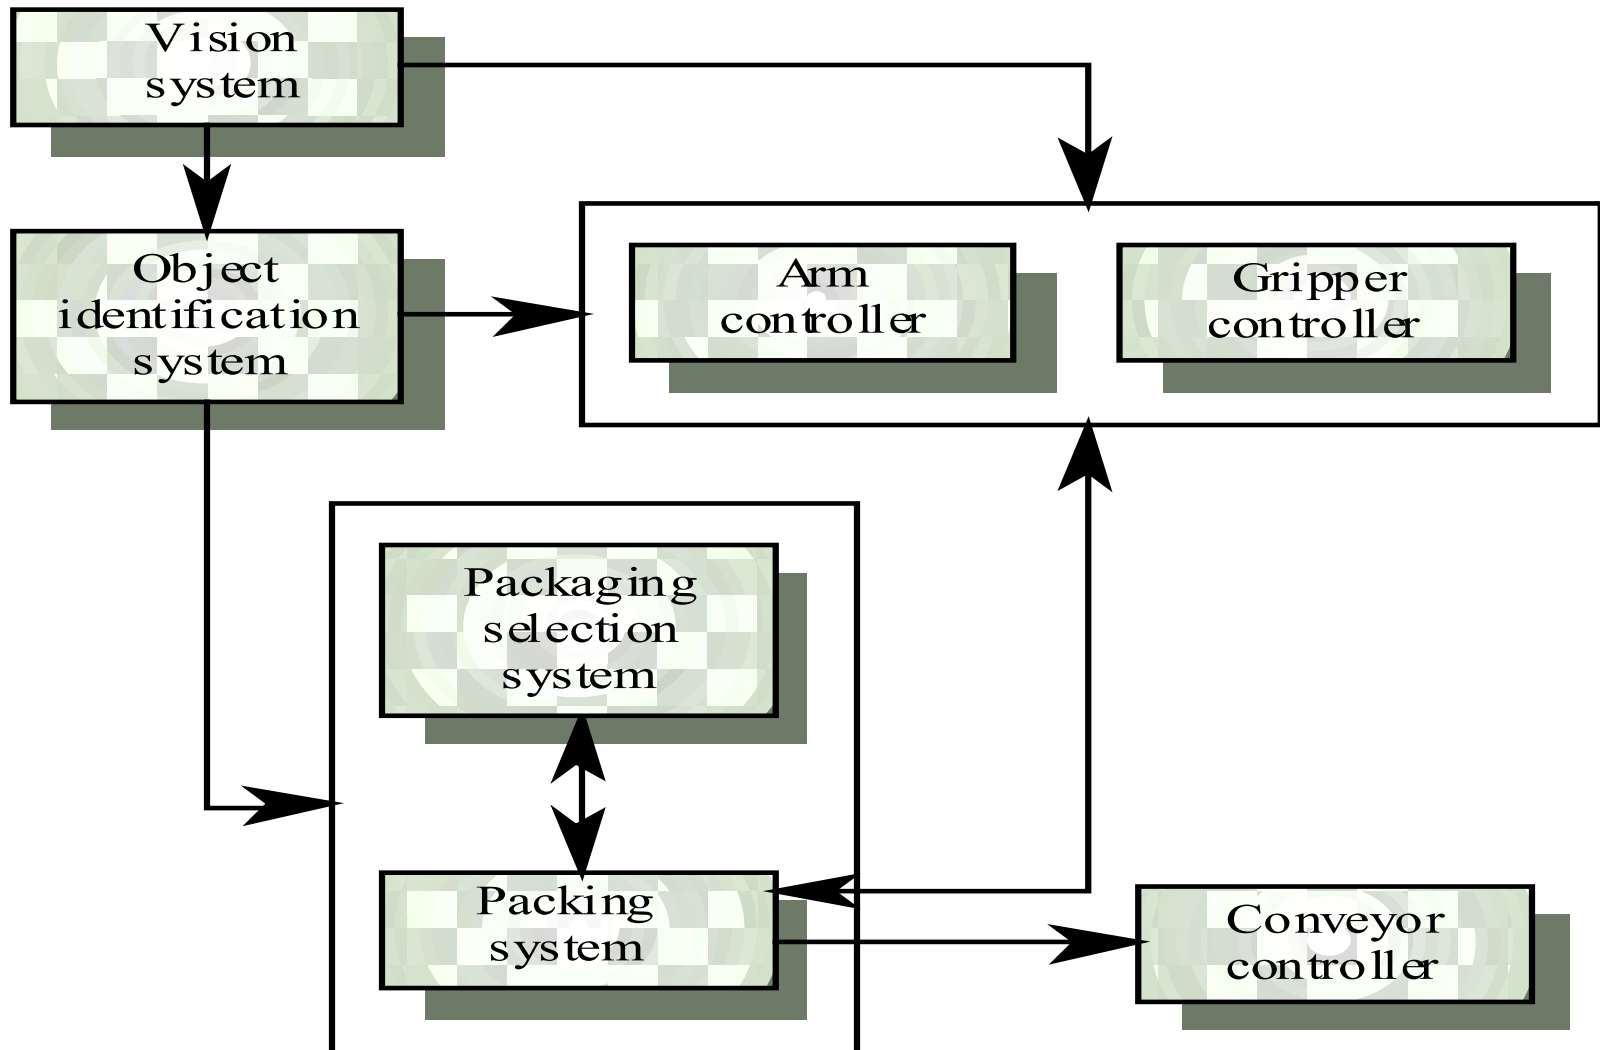 Vision
system
Object
identification
system
Arm
controller
Gripper
controller
Packaging
selection
system
Packing
system
Conveyor
controller